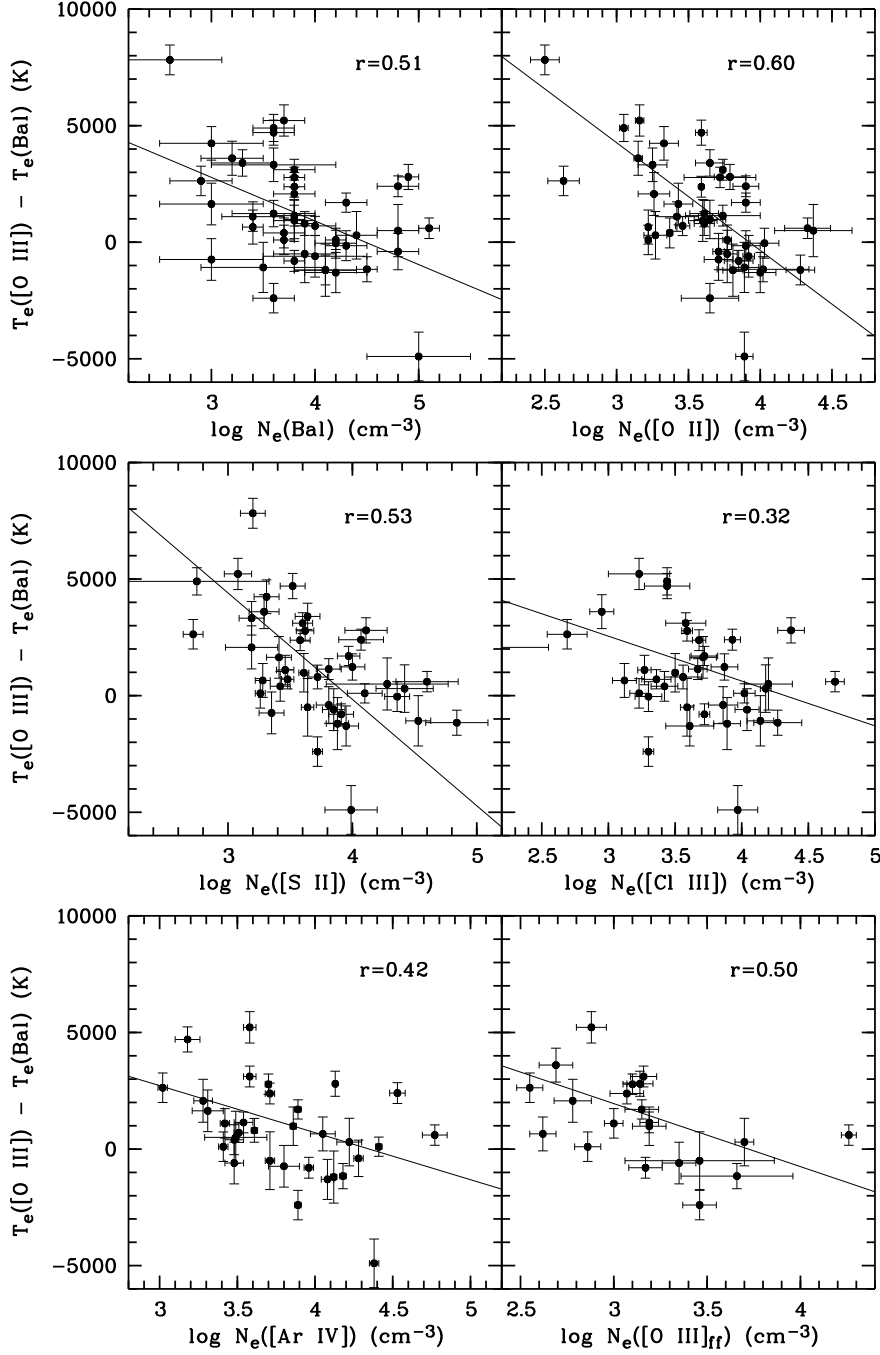 10000
5000
0
−5000
Te([O III]) − Te(Bal) (K)
r=0.51
r=0.60
3 4 5
2.5 3 3.5 4 4.5
log Ne(Bal) (cm−3)
log Ne([O II]) (cm−3)
10000
5000
0
−5000
Te([O III]) − Te(Bal) (K)
r=0.53
r=0.32
3 4 5
2.5 3 3.5 4 4.5 5
log Ne([S II]) (cm−3)
log Ne([Cl III]) (cm−3)
10000
5000
0
−5000
Te([O III]) − Te(Bal) (K)
r=0.42
r=0.50
3 3.5 4 4.5 5
2.5 3 3.5 4
log Ne([Ar IV]) (cm−3)
log Ne([O III]ff) (cm−3)